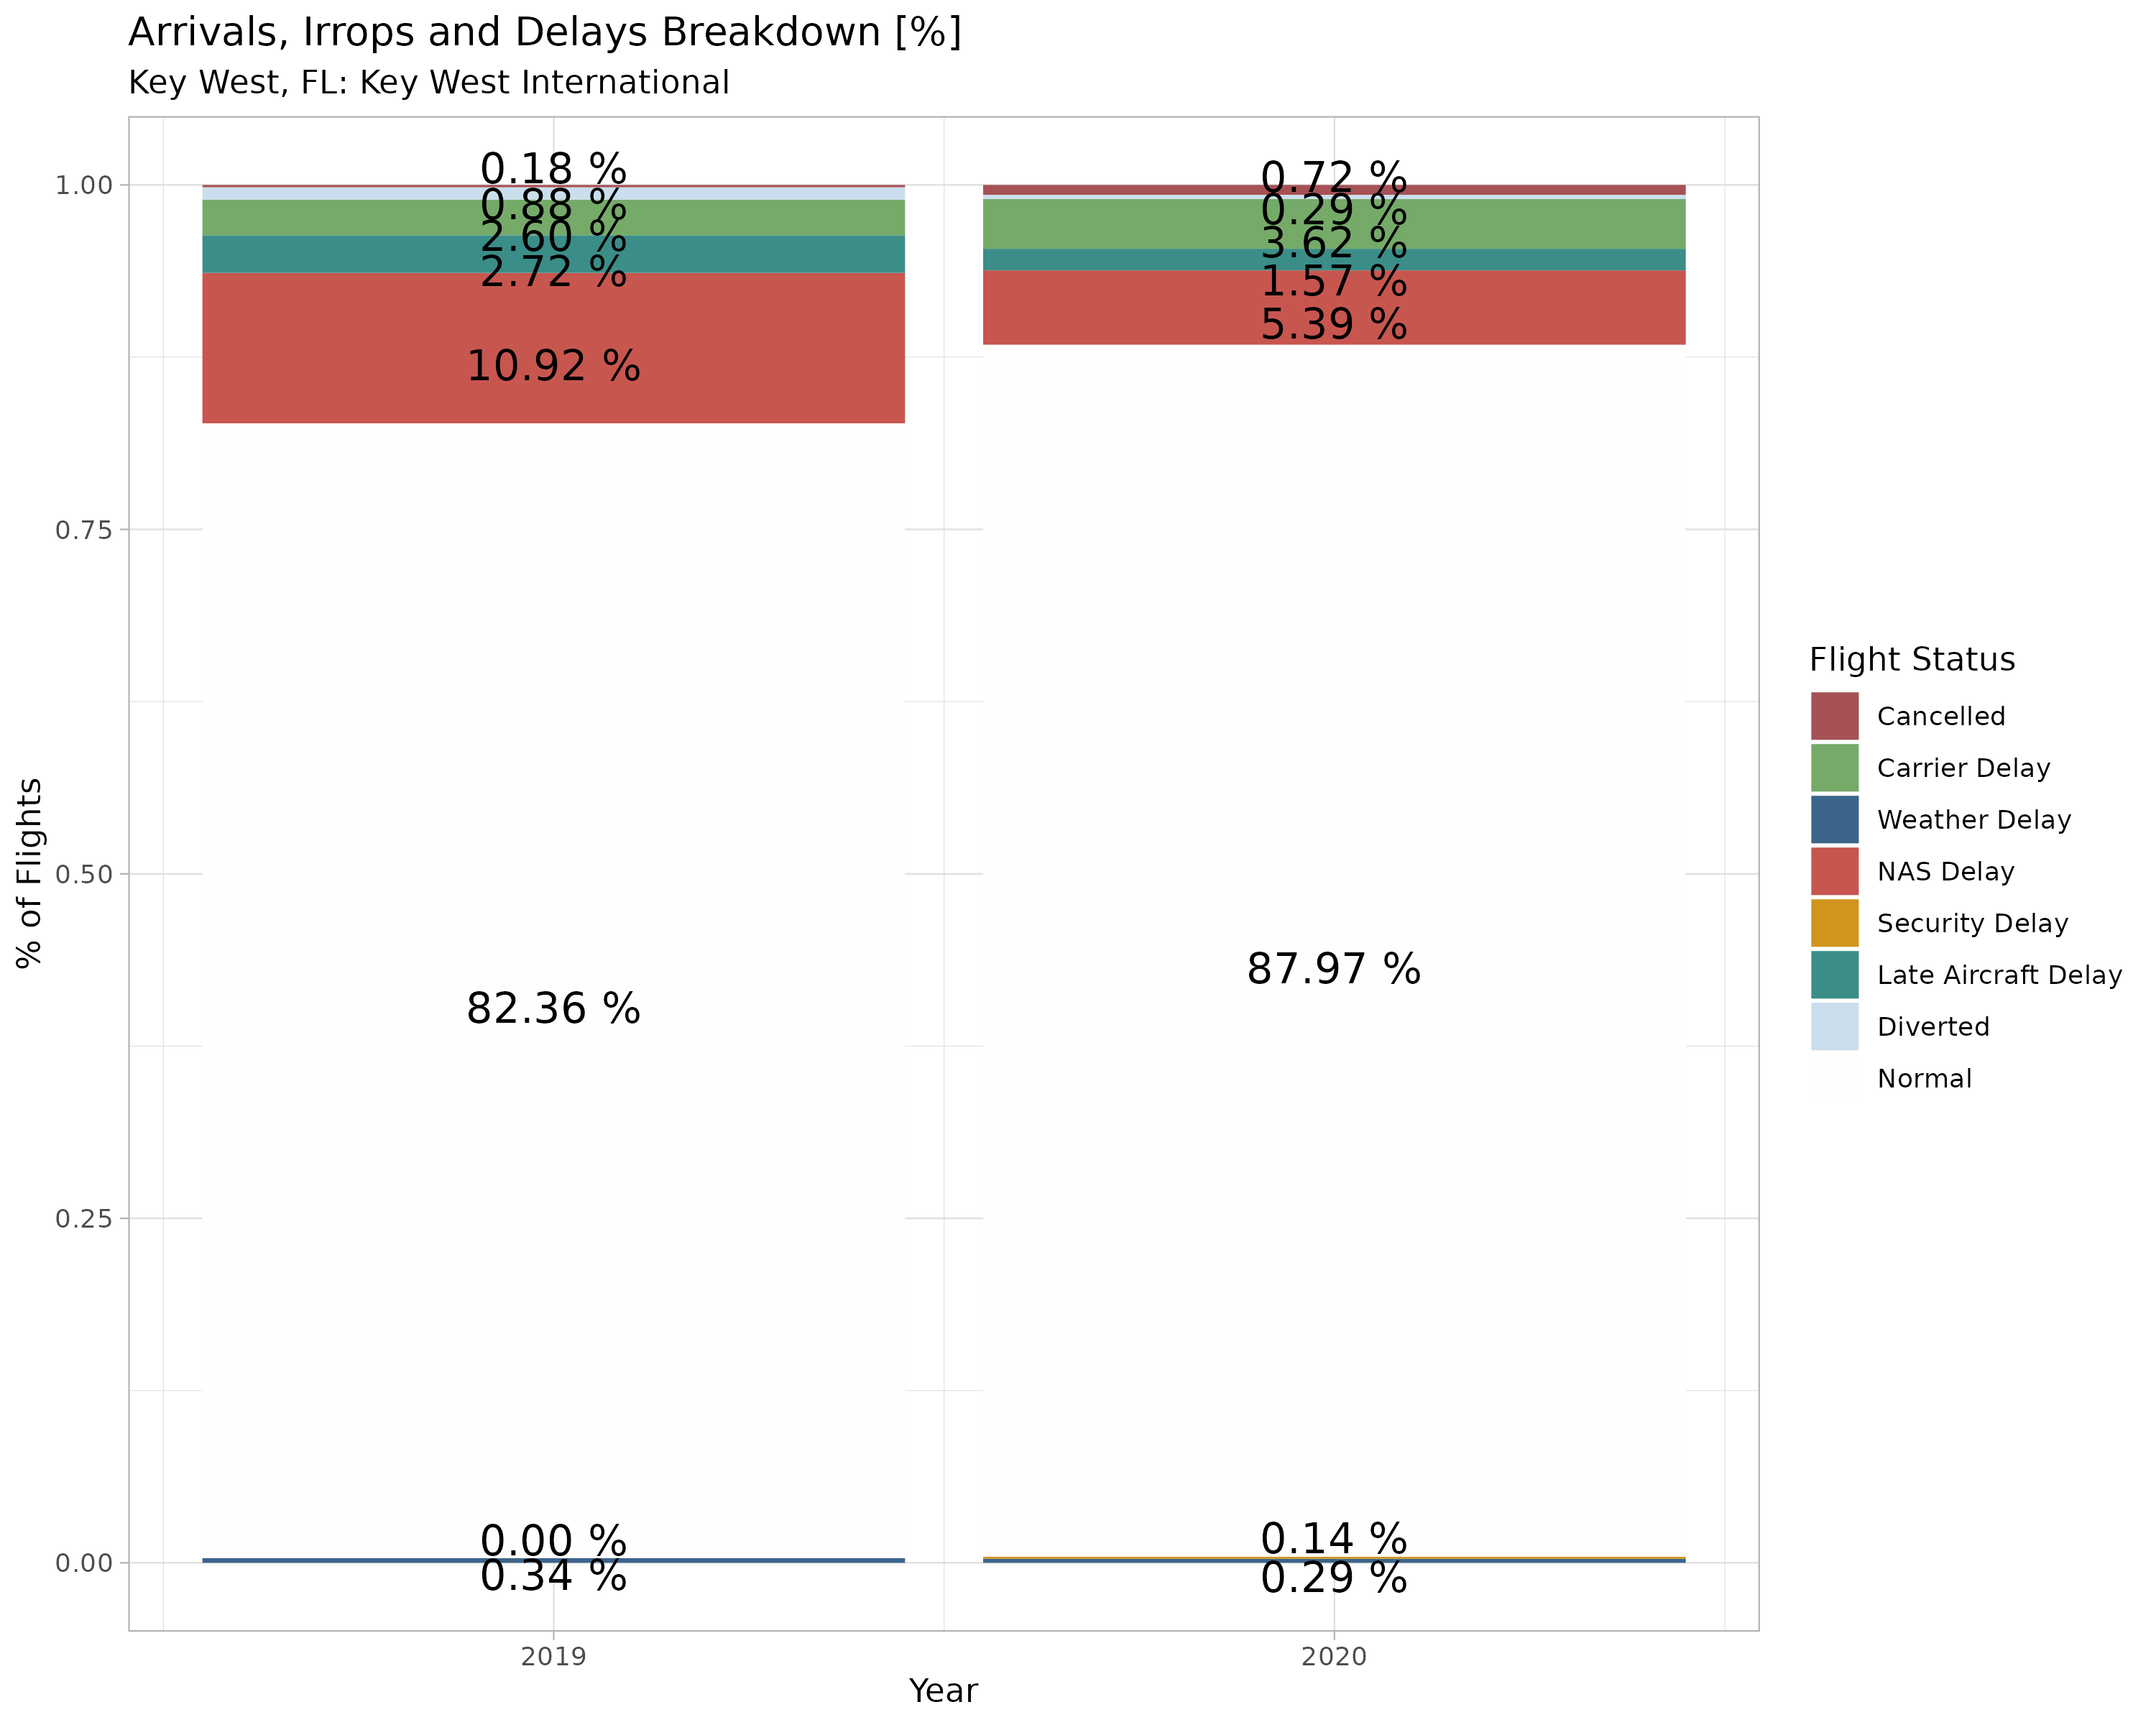 Arrivals, Irrops and Delays Breakdown [%]
Key West, FL: Key West International
% of Flights
1.00
0.75
0.50
0.25
0.00
0.18 %
0.88 %
2.60 %
2.72 %
10.92 %
82.36 %
0.00 %
0.34 %
0.72 %
0.29 %
3.62 %
1.57 %
5.39 %
87.97 %
0.14 %
0.29 %
2019
2020
Year
Flight Status
Cancelled
Carrier Delay
Weather Delay
NAS Delay
Security Delay
Late Aircraft Delay
Diverted
Normal